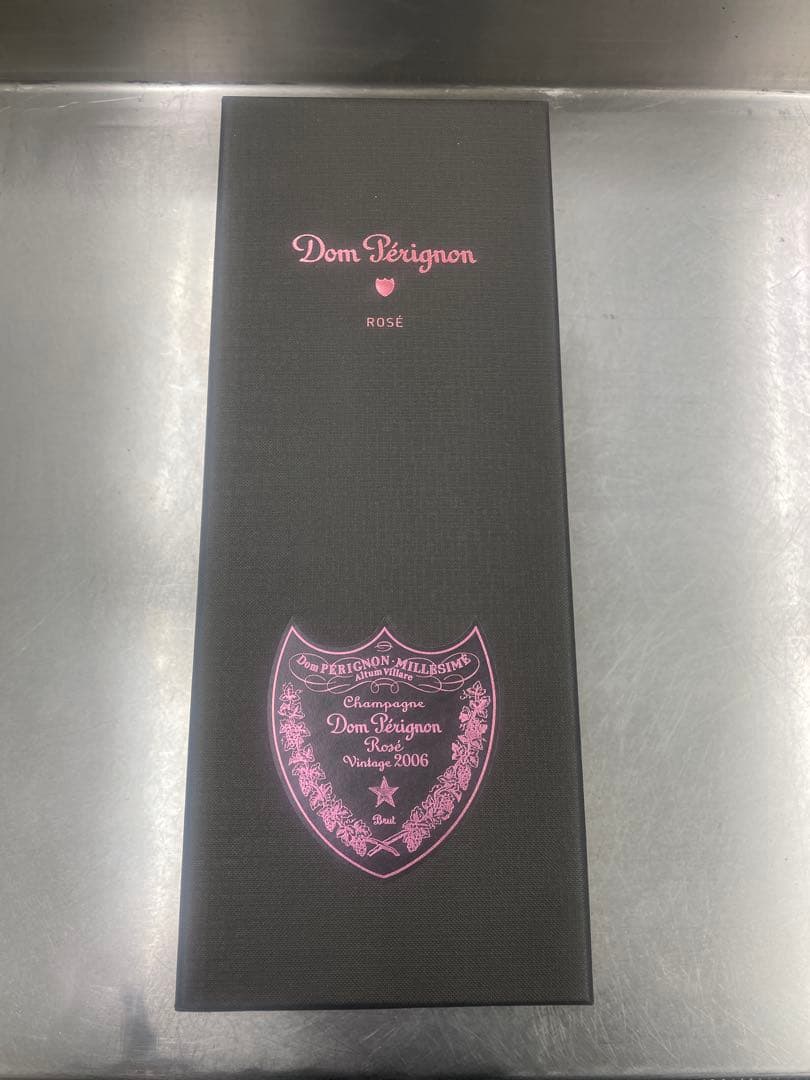 Dom Pérignon
ROSÉ
Dom PÉRIGNON·MILLÉSIMÉ
Altum Villare
Champagne
Dom Pérignon
Rosé
Vintage 2006
Brut